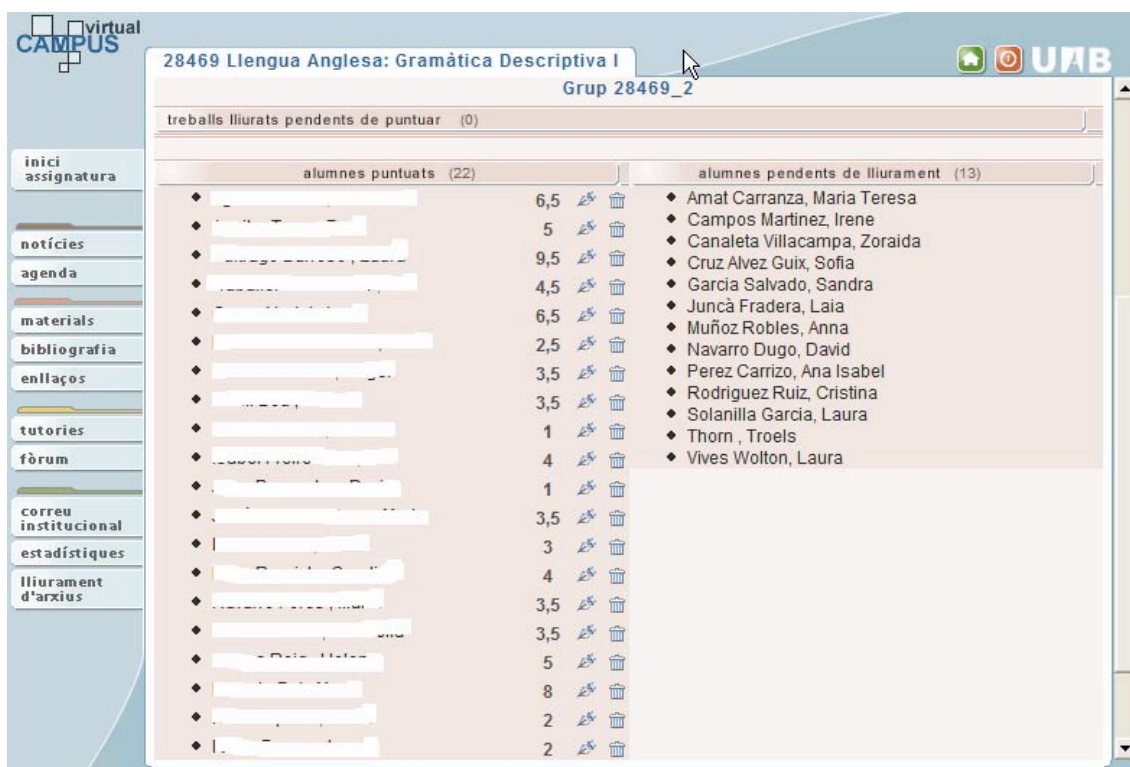 virtual
CAMPUS
28469 Llengua Anglesa: Gramàtica Descriptiva I
UAB
Grup 28469_2
treballs lliurats pendents de puntuar (0)
inici
assignatura
notícies
agenda
materials
bibliografia
enllaços
tutories
fòrum
correu
institucional
estadístiques
lliurament
d'arxius
alumnes puntuats (22)
6,5
5
9,5
4,5
6,5
2,5
3,5
3,5
1
4
1
3,5
3
4
3,5
3,5
5
8
2
2
alumnes pendents de lliurament (13)
Amat Carranza, Maria Teresa
Campos Martinez, Irene
Canaleta Villacampa, Zoraida
Cruz Alvez Guix, Sofia
Garcia Salvado, Sandra
Juncà Fradera, Laia
Muñoz Robles, Anna
Navarro Dugo, David
Perez Carrizo, Ana Isabel
Rodriguez Ruiz, Cristina
Solanilla Garcia, Laura
Thorn , Troels
Vives Wolton, Laura